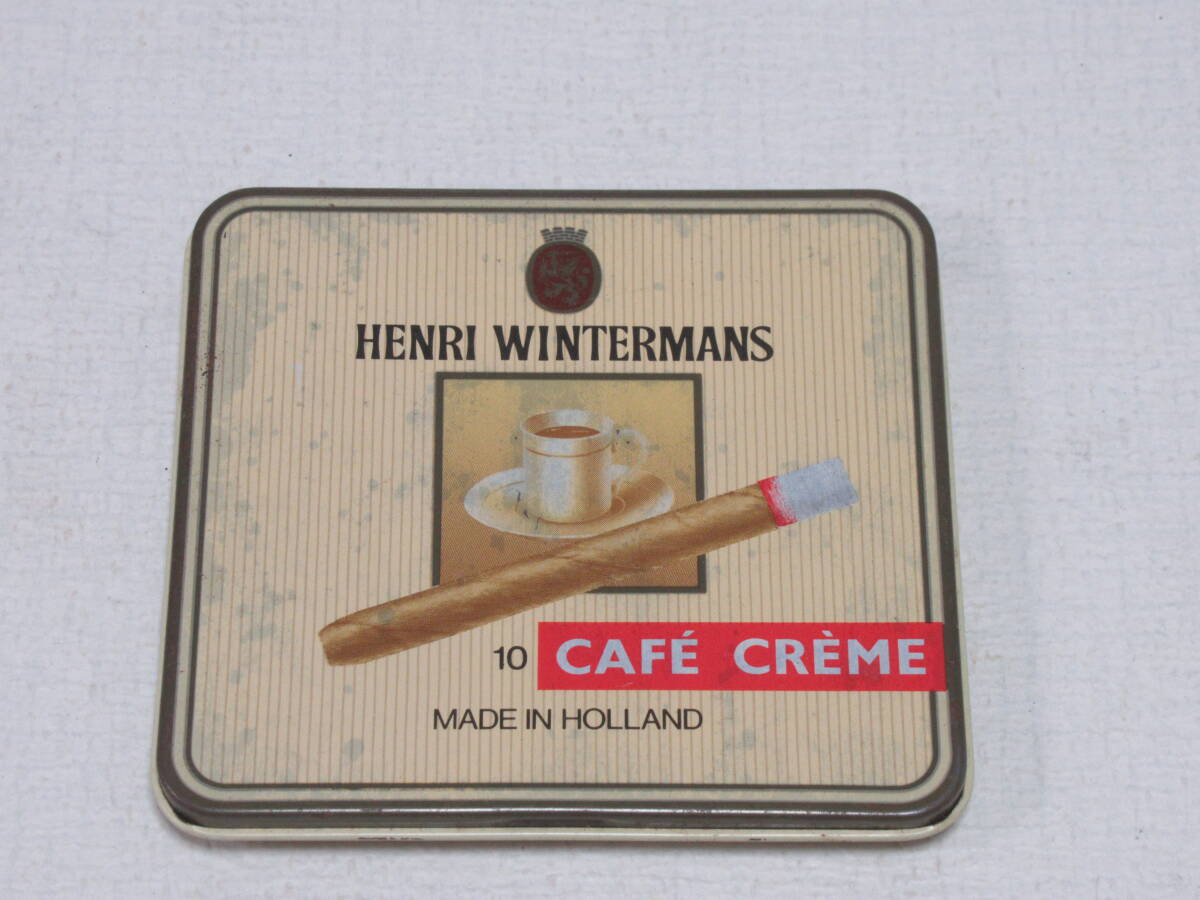 HENRI WINTERMANS
10 CAFÉ CRÈME
MADE IN HOLLAND